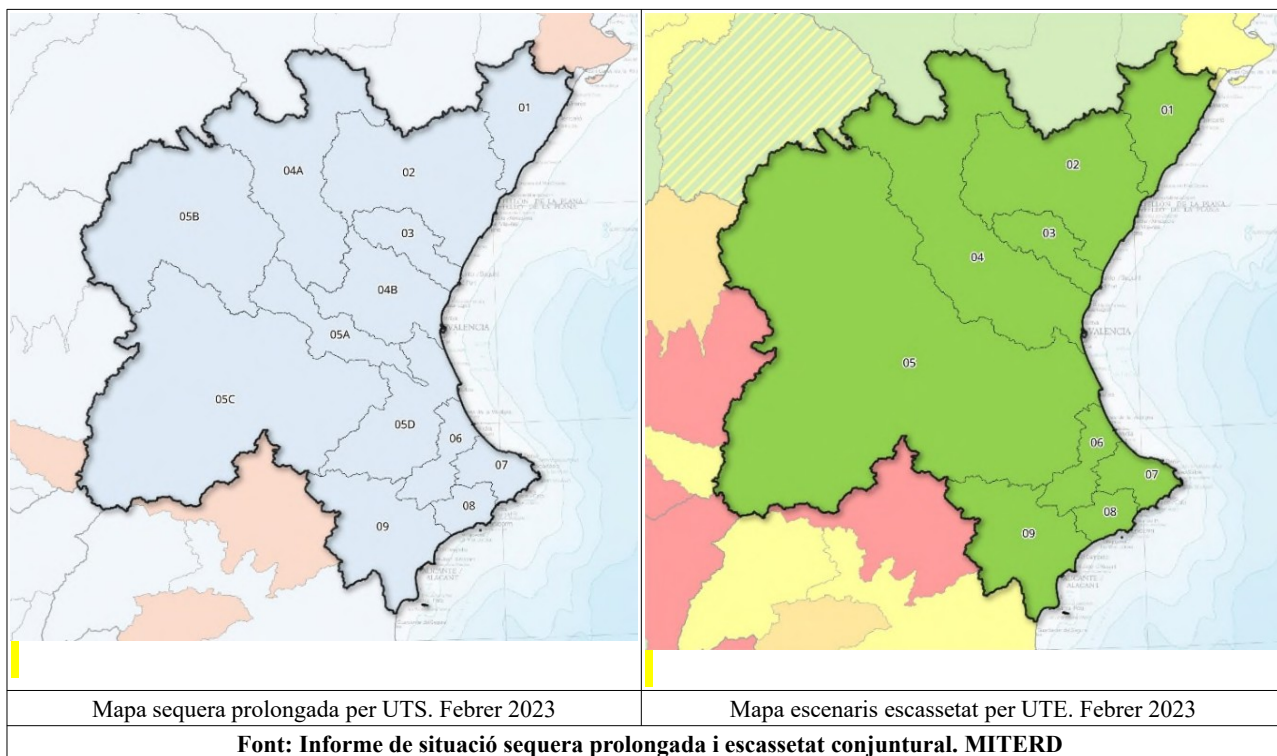 01
04A
02
05B
03
04B
05A
05C
05D
06
07
08
09
VALENCIA
01
02
03
04
05
06
07
08
09
VALENCIA
Mapa sequera prolongada per UTS. Febrer 2023
Mapa escenaris escassetat per UTE. Febrer 2023
Font: Informe de situació sequera prolongada i escassetat conjuntural. MITERD